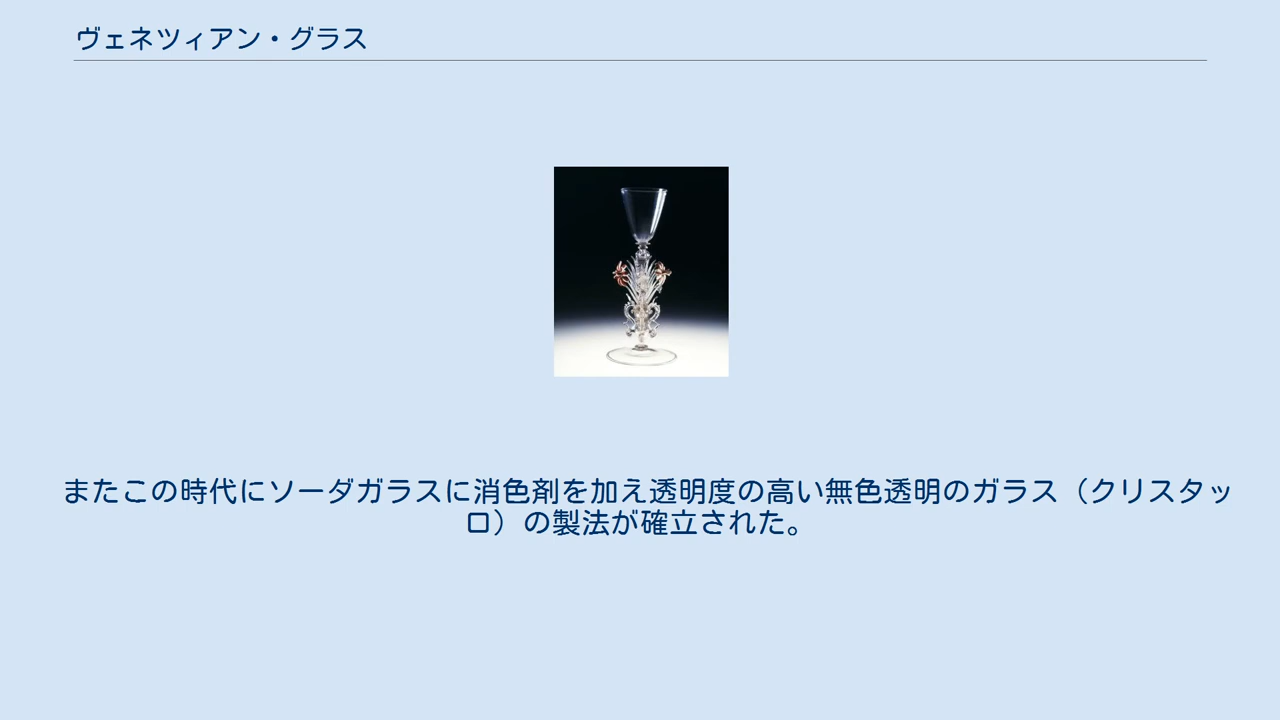 ヴェネツィアン・グラス
またこの時代にソーダガラスに消色剤を加え透明度の高い無色透明のガラス（クリスタッ
ロ）の製法が確立された。